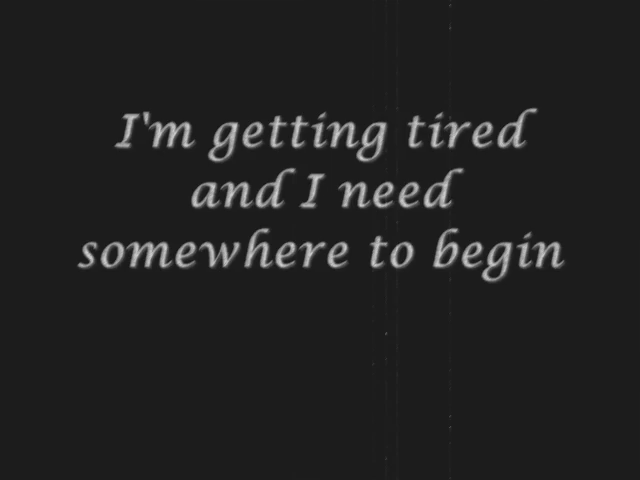 I'm getting tired
and I need
somewhere to begin